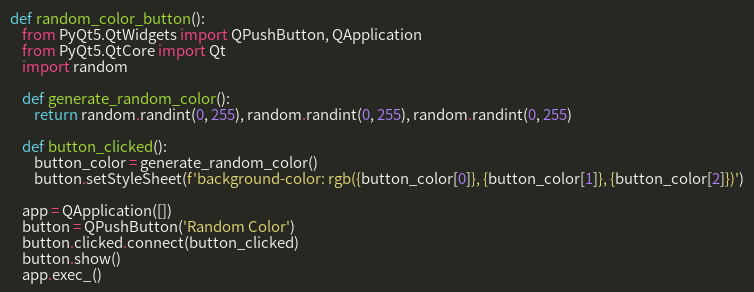 def random_color_button():
    from PyQt5.QtWidgets import QPushButton, QApplication
    from PyQt5.QtCore import Qt
    import random

    def generate_random_color():
        return random.randint(0, 255), random.randint(0, 255), random.randint(0, 255)

    def button_clicked():
        button_color = generate_random_color()
        button.setStyleSheet(f'background-color: rgb({button_color[0]}, {button_color[1]}, {button_color[2]})')

    app = QApplication([])
    button = QPushButton('Random Color')
    button.clicked.connect(button_clicked)
    button.show()
    app.exec_()